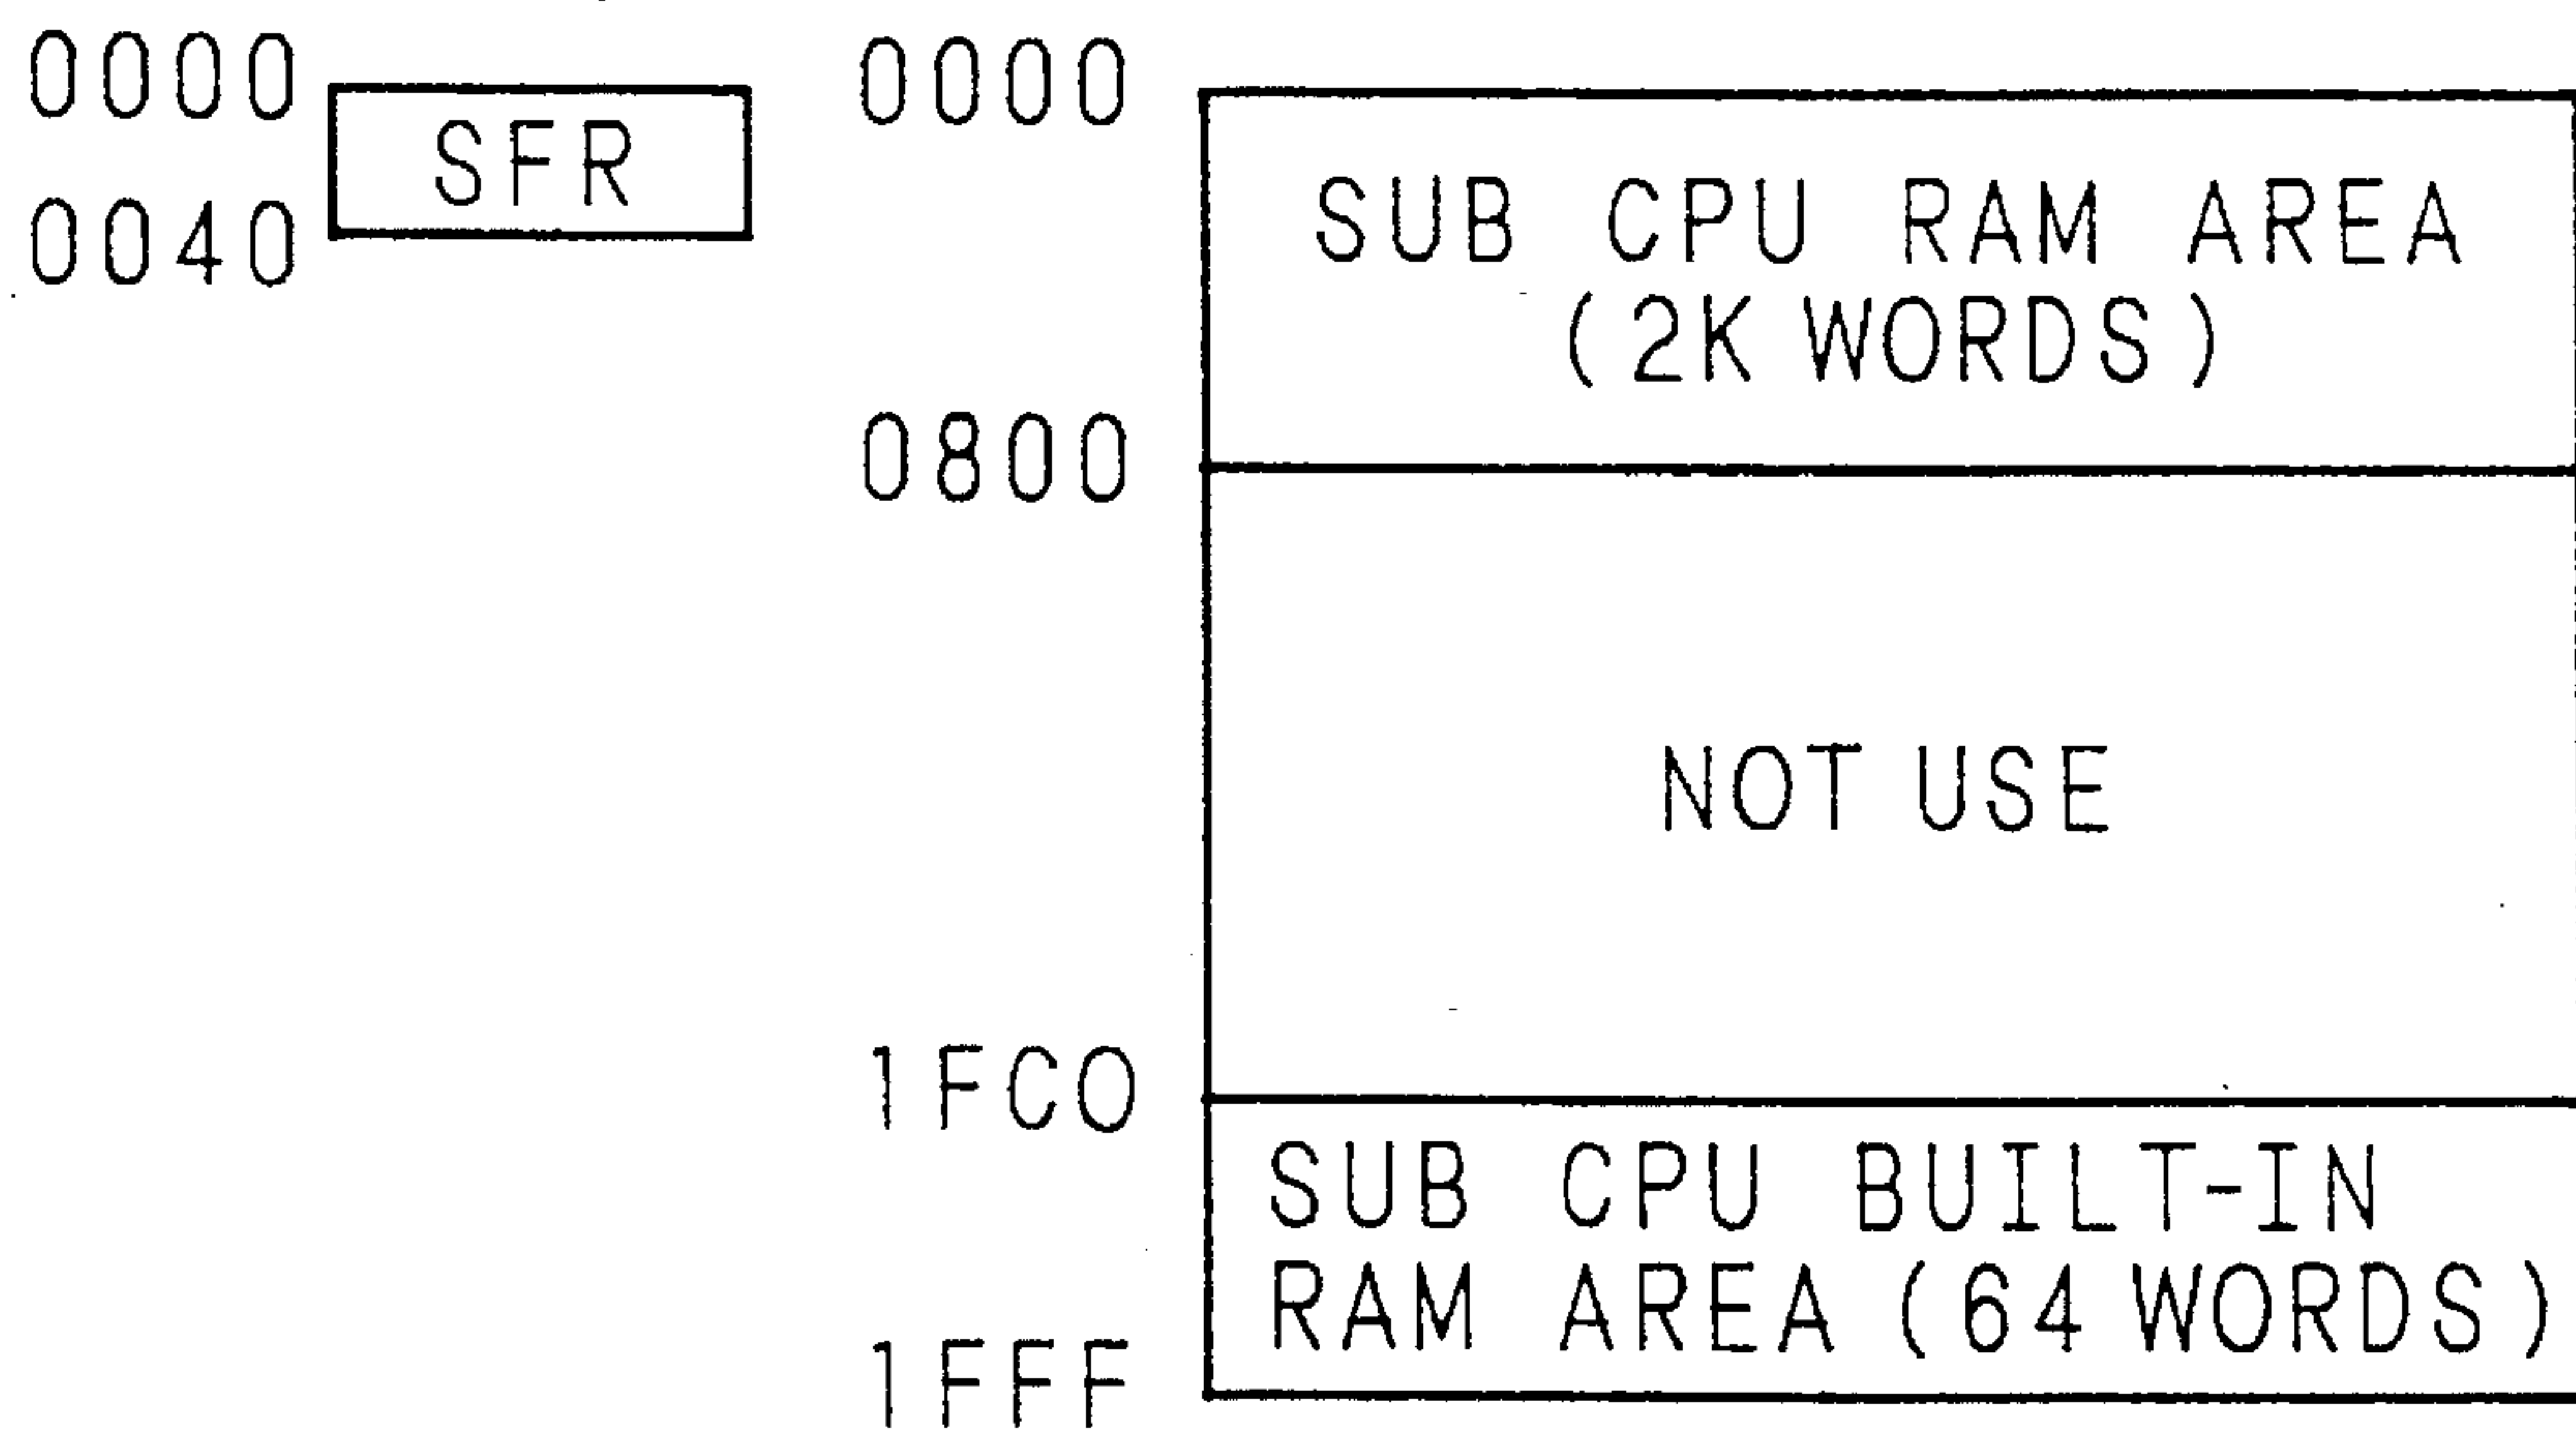 0000
SFR
0040
0000
SUB CPU RAM AREA
(2K WORDS)
0800
NOT USE
1FC0
SUB CPU BUILT-IN
RAM AREA (64 WORDS)
1FFF